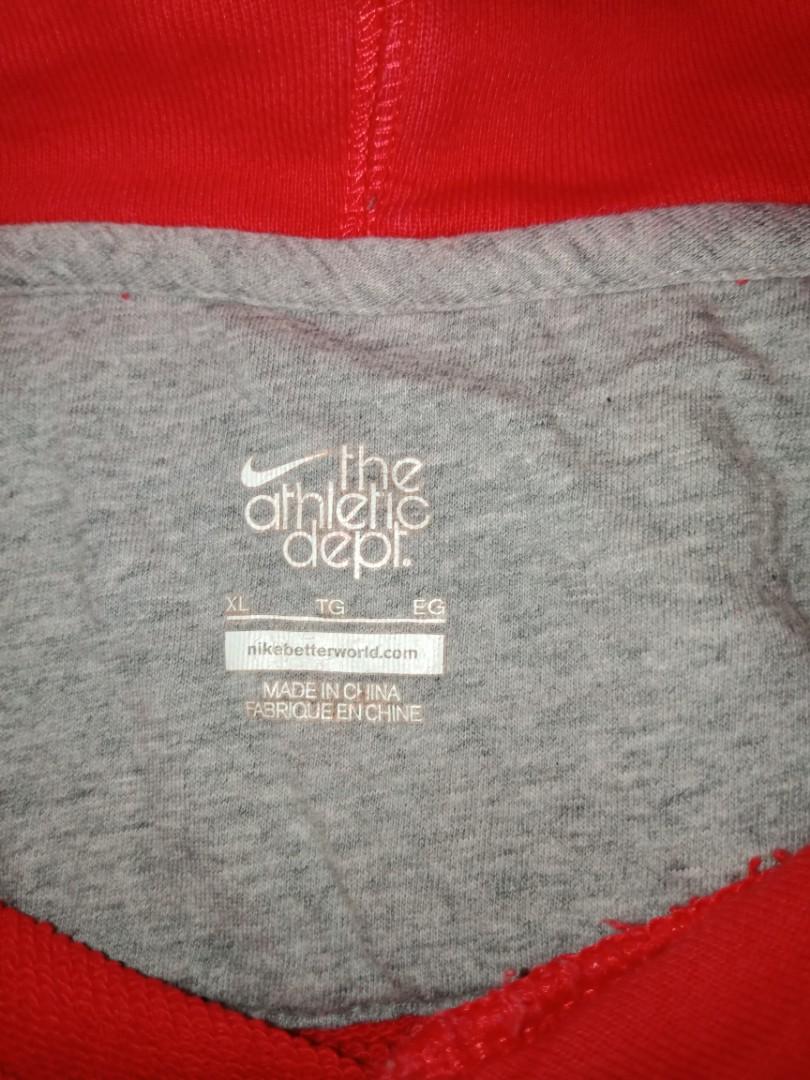 the
athletic
dept.
XL TG EG
nikebetterworld.com
MADE IN CHINA
FABRIQUE EN CHINE